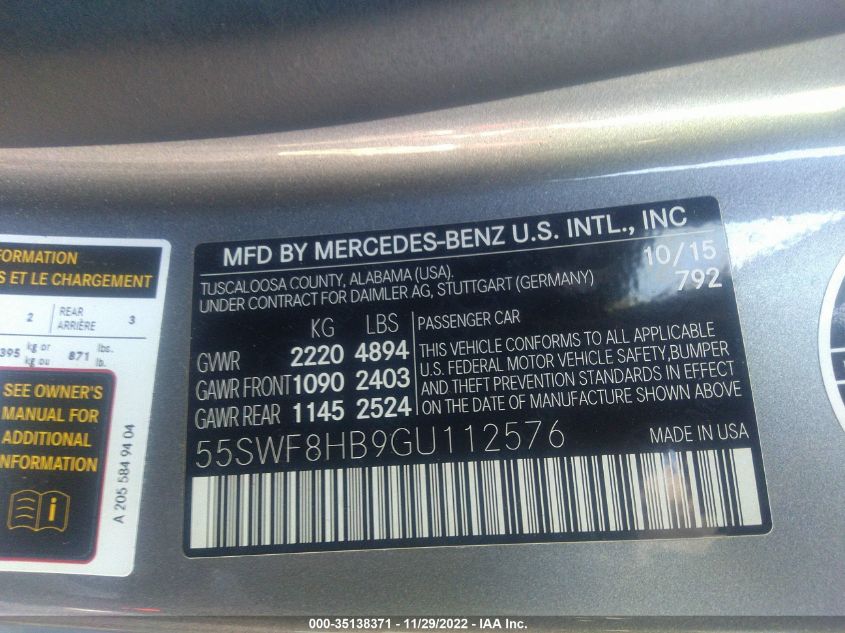 FORMATION
S ET LE CHARGEMENT
2 REAR ARRIÈRE 3
395 kg or kg ou 871 lbs. lb.
SEE OWNER'S
MANUAL FOR
ADDITIONAL
INFORMATION
A 205 584 94 04
MFD BY MERCEDES-BENZ U.S. INTL., INC
TUSCALOOSA COUNTY, ALABAMA (USA). 10/15
UNDER CONTRACT FOR DAIMLER AG, STUTTGART (GERMANY) 792
KG LBS PASSENGER CAR
GVWR 2220 4894 THIS VEHICLE CONFORMS TO ALL APPLICABLE
U.S. FEDERAL MOTOR VEHICLE SAFETY,BUMPER
GAWR FRONT 1090 2403 AND THEFT PREVENTION STANDARDS IN EFFECT
GAWR REAR 1145 2524 ON THE DATE OF MANUFACTURE SHOWN ABOVE
55SWF8HB9GU112576 MADE IN USA
000-35138371 - 11/29/2022 - IAA Inc.